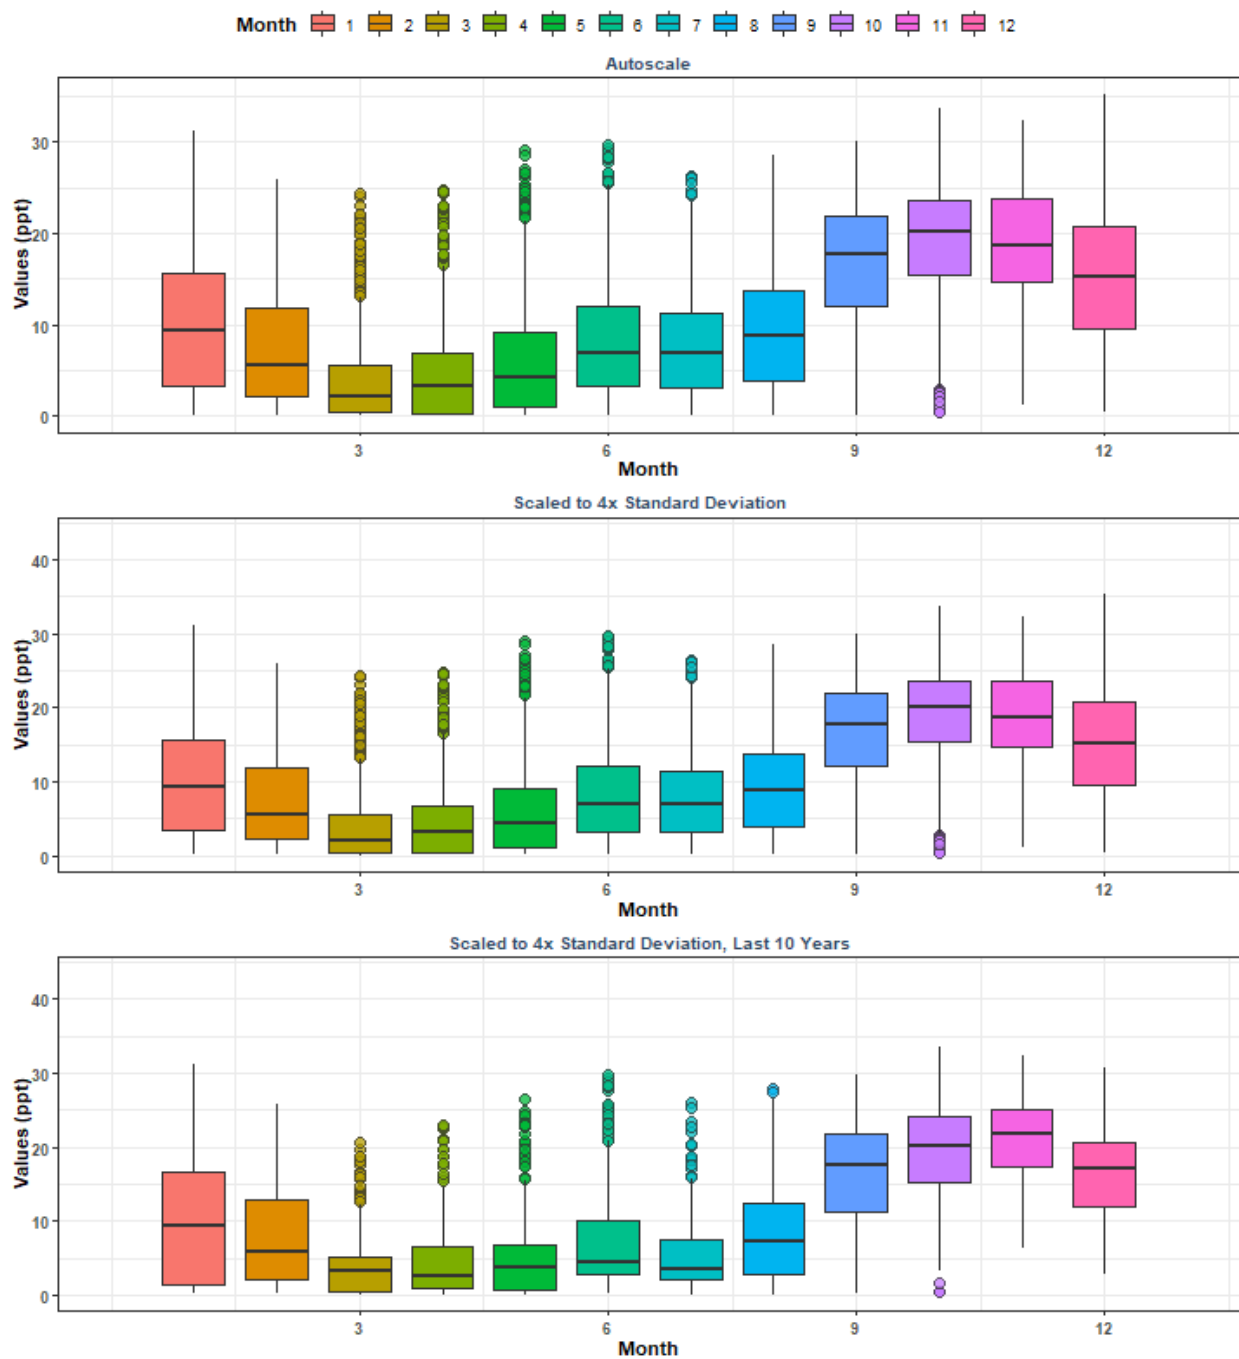 Month 1 2 3 4 5 6 7 8 9 10 11 12
Autoscale
Values (ppt)
30
20
10
0
3 6 9 12
Month
Scaled to 4x Standard Deviation
Values (ppt)
40
30
20
10
0
3 6 9 12
Month
Scaled to 4x Standard Deviation, Last 10 Years
Values (ppt)
40
30
20
10
0
3 6 9 12
Month